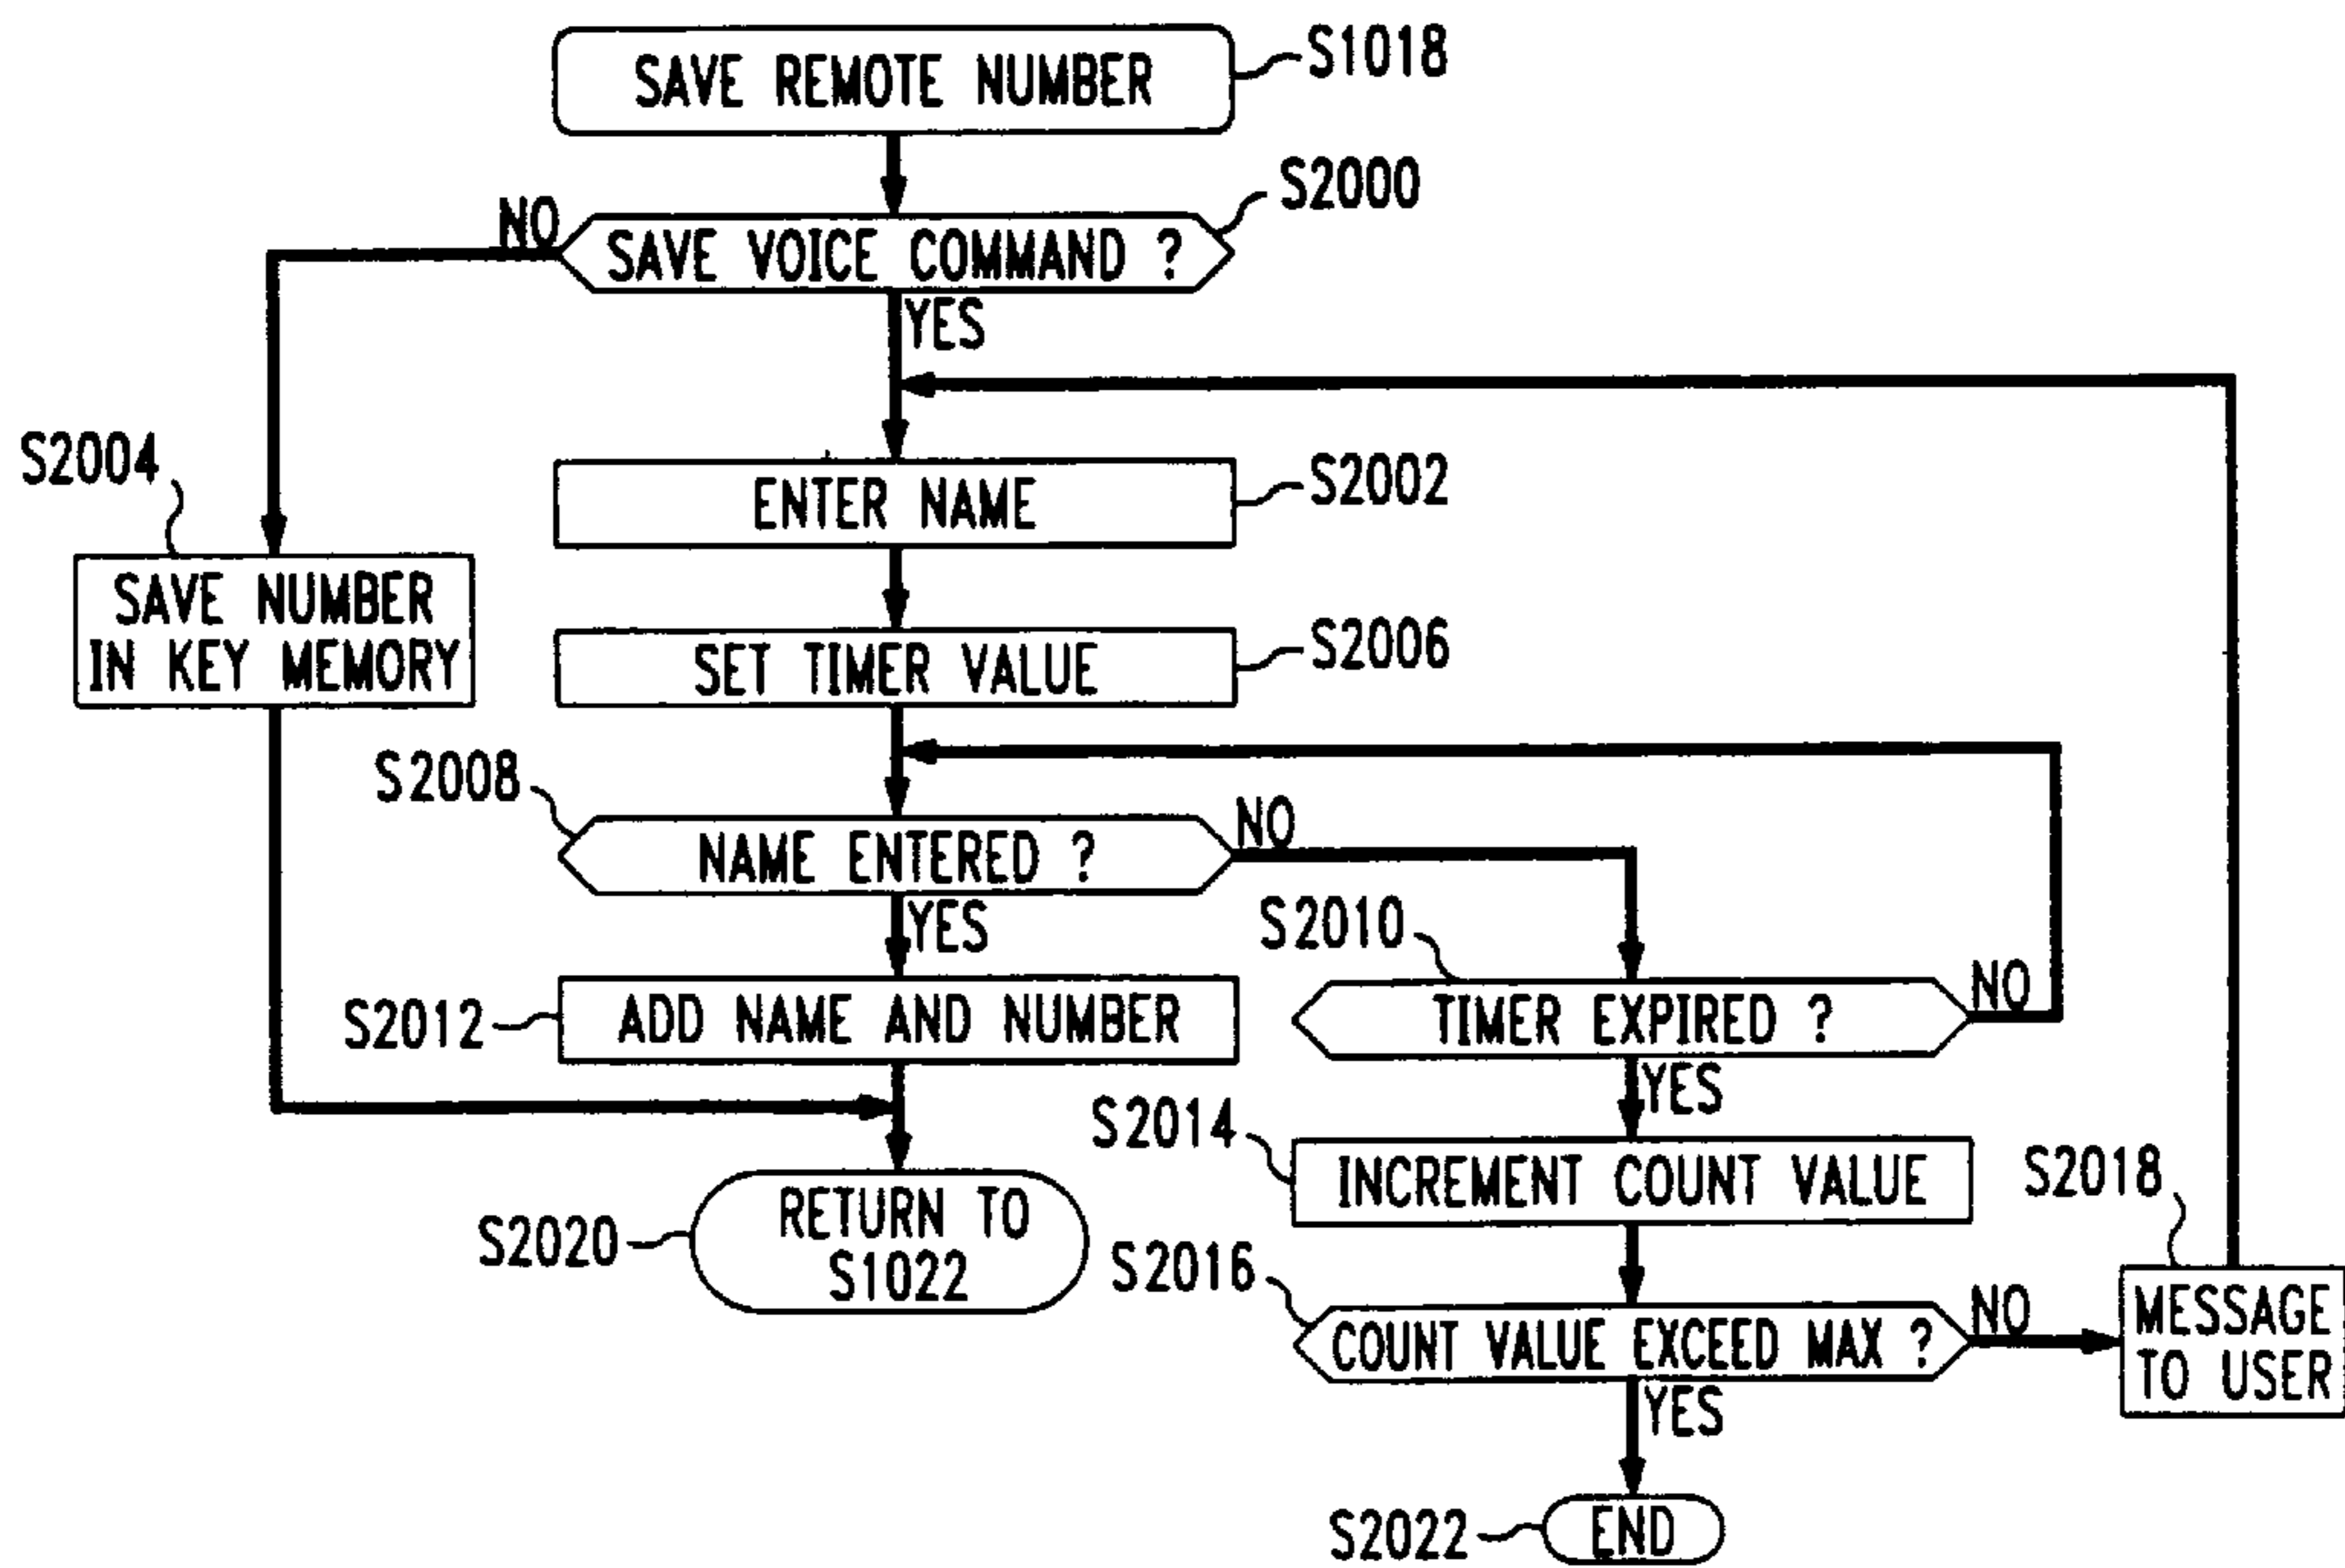 SAVE REMOTE NUMBER
S1018
S2000
NO
SAVE VOICE COMMAND ?
YES
S2004
S2002
ENTER NAME
SAVE NUMBER
IN KEY MEMORY
S2006
SET TIMER VALUE
S2008
NO
NAME ENTERED ?
YES
S2010
NO
TIMER EXPIRED ?
S2012
ADD NAME AND NUMBER
YES
S2014
INCREMENT COUNT VALUE
S2018
S2020
RETURN TO
S1022
S2016
NO
COUNT VALUE EXCEED MAX ?
MESSAGE
TO USER
YES
S2022
END